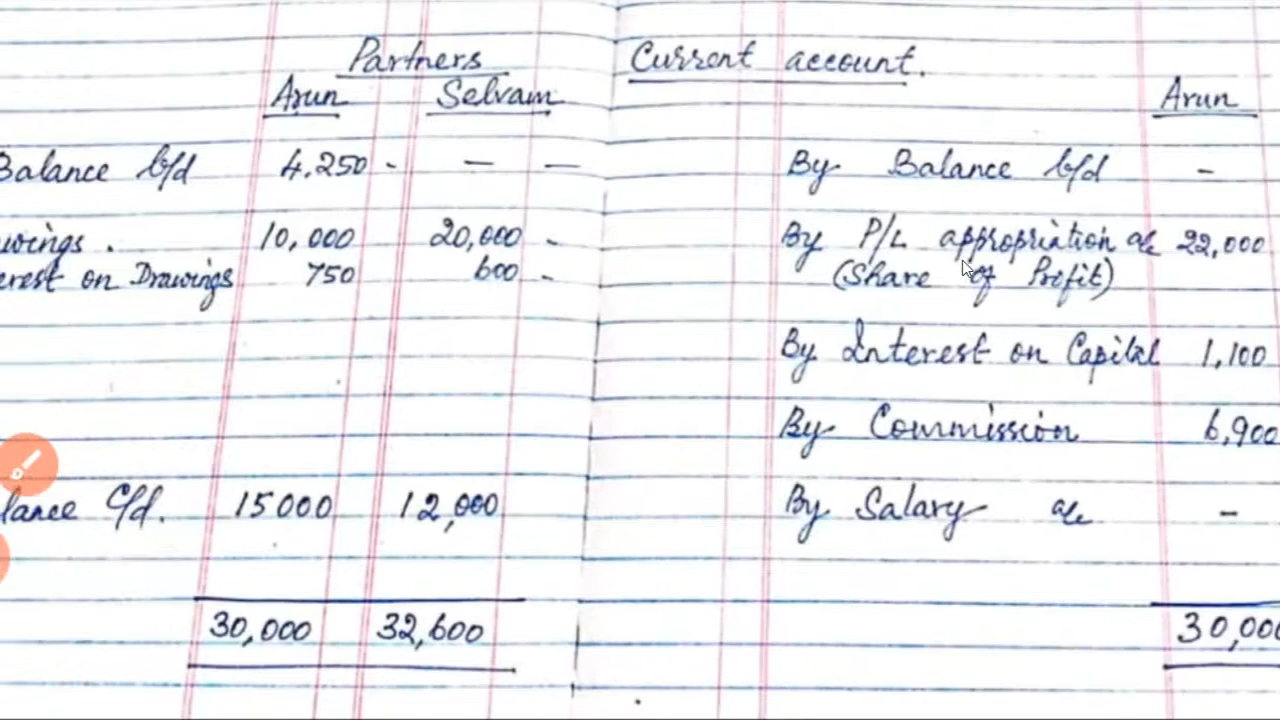 Partners Current account.
Arun Selvam Arun
Balance b/d 4.250 - — — By Balance b/d -
wings. 10,000 20,000 - By P/L appropriation a/c 22,000
erest on Drawings 750 600 - (Share of Profit)
By Interest on Capital 1,100
By Commission 6,900
lance C/d. 15000 12,000 By Salary a/c -
30,000 32,600 30,000